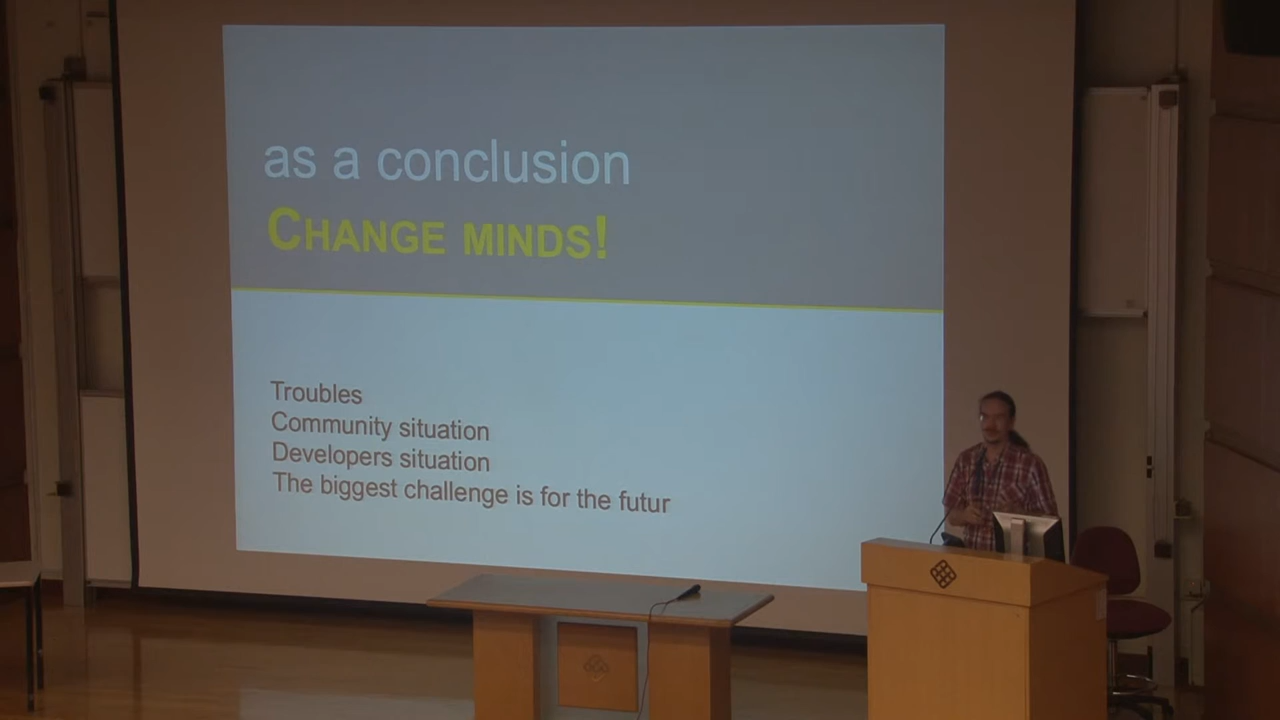 as a conclusion
CHANGE MINDS!
Troubles
Community situation
Developers situation
The biggest challenge is for the futur